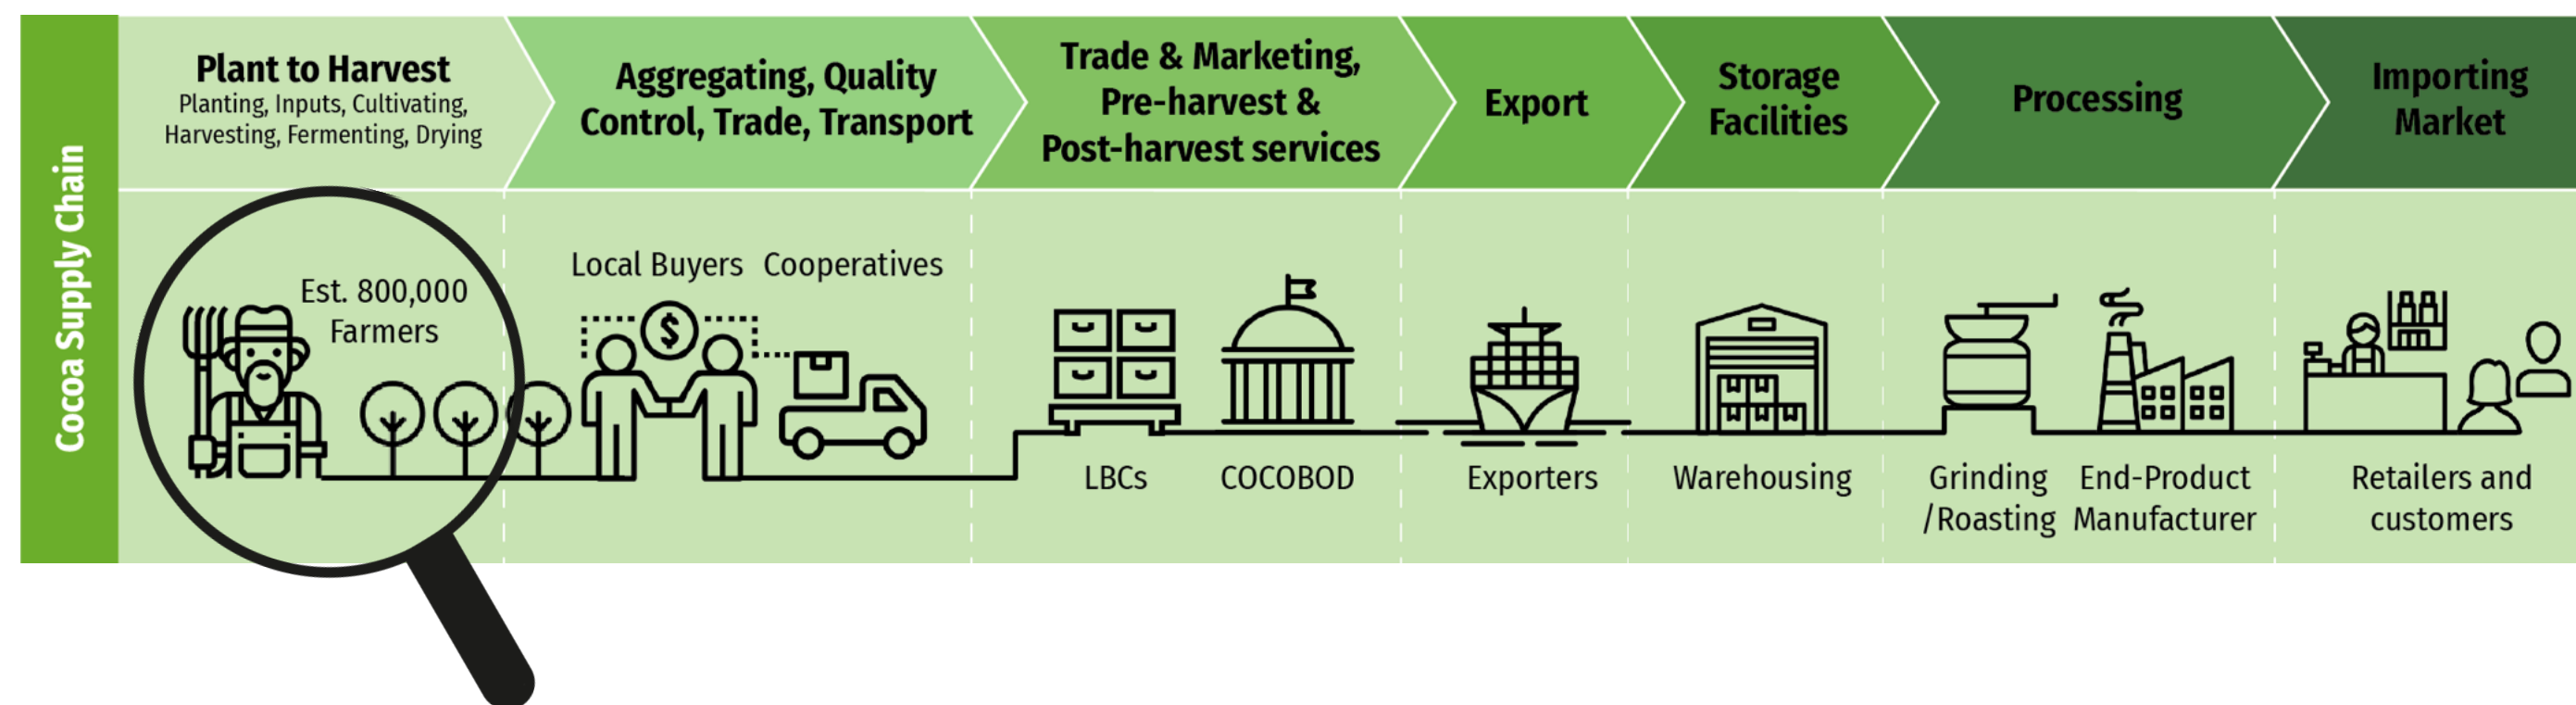 Cocoa Supply Chain
Plant to Harvest
Planting, Inputs, Cultivating,
Harvesting, Fermenting, Drying
Aggregating, Quality
Control, Trade, Transport
Trade & Marketing,
Pre-harvest &
Post-harvest services
Export
Storage
Facilities
Processing
Importing
Market
Est. 800,000
Farmers
Local Buyers
Cooperatives
$
LBCs
COCOBOD
Exporters
Warehousing
Grinding
/Roasting
End-Product
Manufacturer
Retailers and
customers